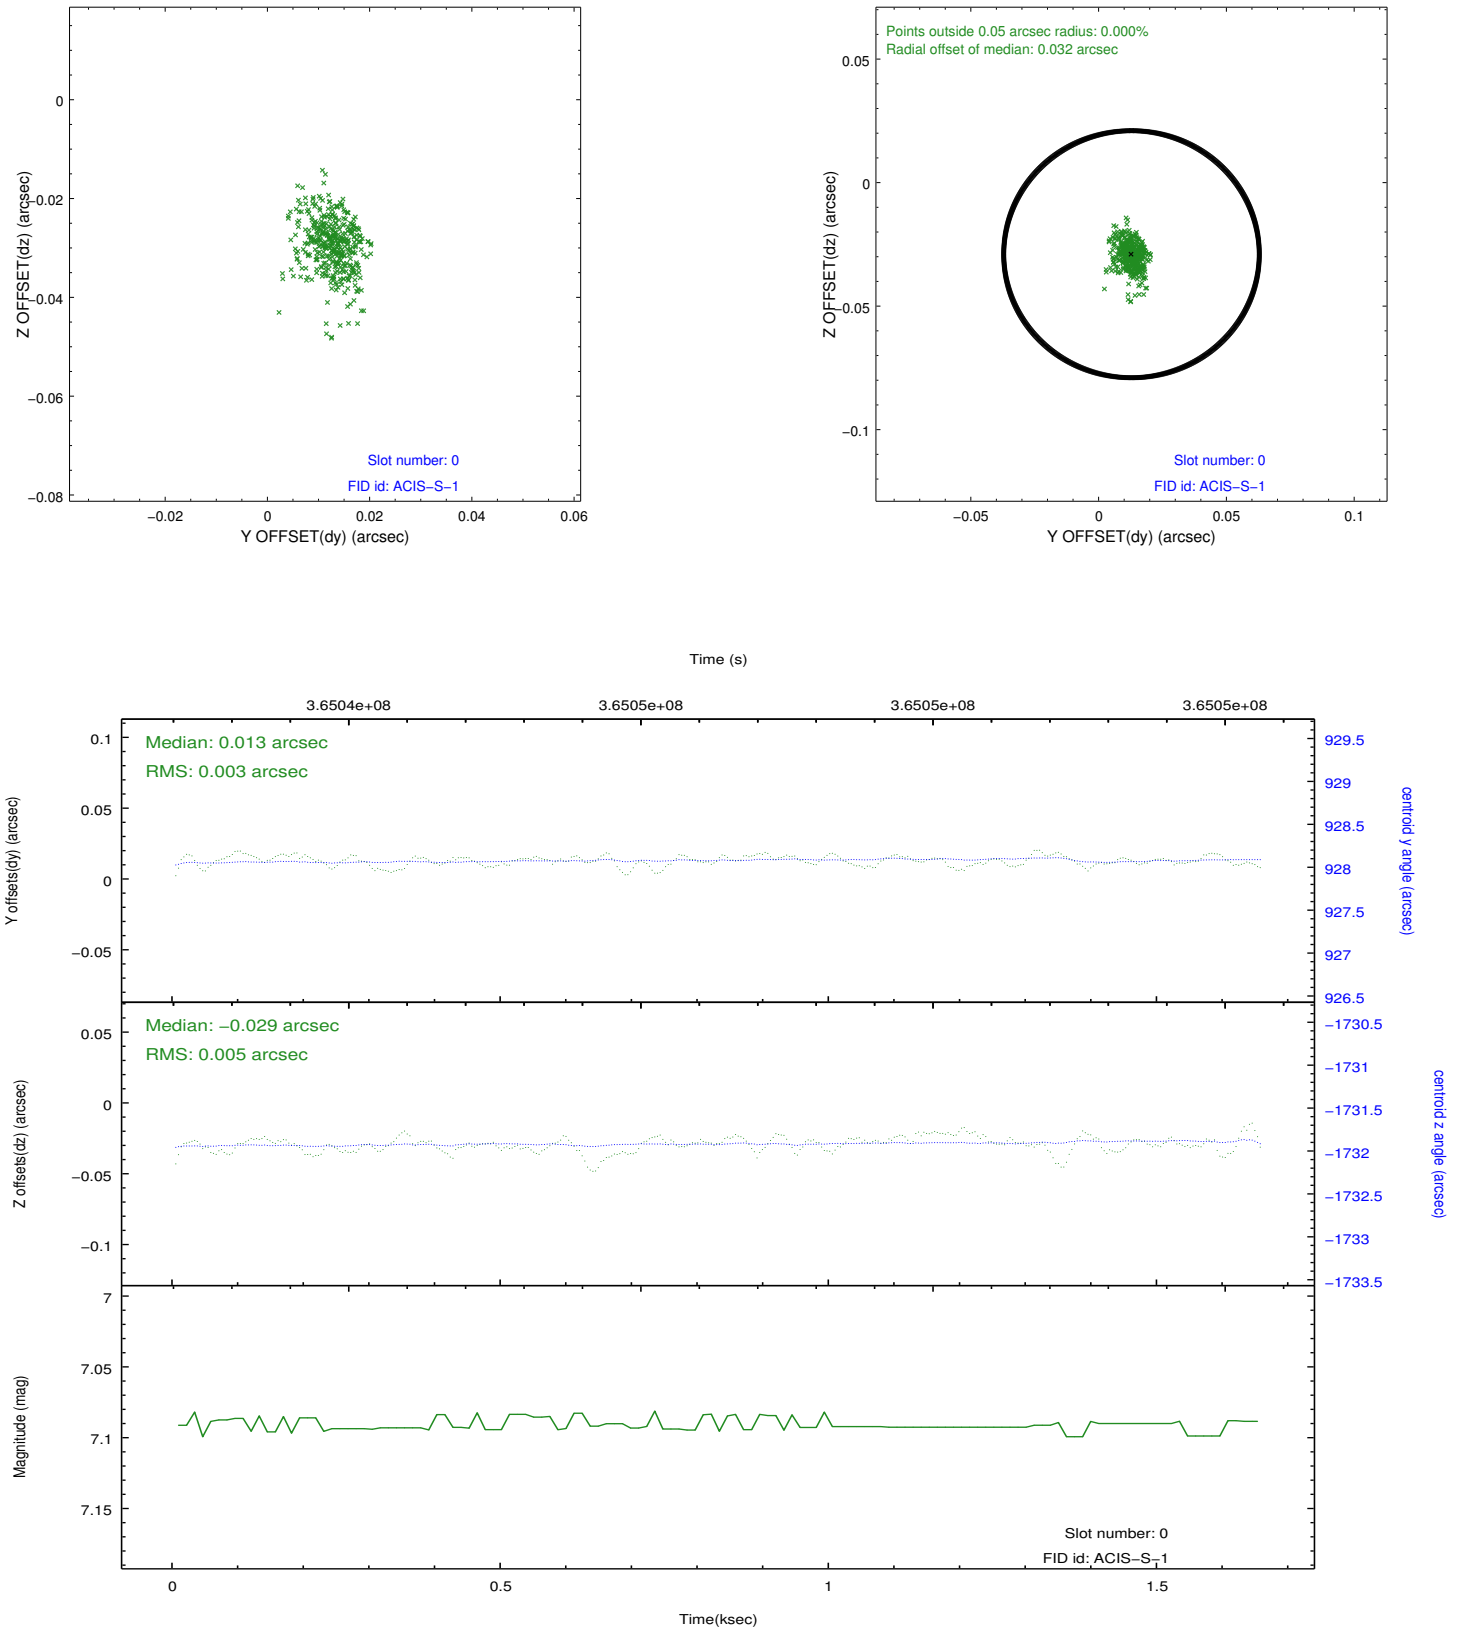 0
−0.02
−0.04
−0.06
−0.08
Z OFFSET(dz) (arcsec)
Slot number: 0
FID id: ACIS−S−1
−0.02 0 0.02 0.04 0.06
Y OFFSET(dy) (arcsec)
Points outside 0.05 arcsec radius: 0.000%
Radial offset of median: 0.032 arcsec
0.05
0
−0.05
−0.1
Z OFFSET(dz) (arcsec)
Slot number: 0
FID id: ACIS−S−1
−0.05 0 0.05 0.1
Y OFFSET(dy) (arcsec)
Time (s)
3.6504e+08 3.6505e+08 3.6505e+08 3.6505e+08
Median: 0.013 arcsec
RMS: 0.003 arcsec
0.1
0.05
0
−0.05
Y offsets(dy) (arcsec)
929.5
929
928.5
928
927.5
927
926.5
centroid y angle (arcsec)
Median: −0.029 arcsec
RMS: 0.005 arcsec
0.05
0
−0.05
−0.1
Z offsets(dz) (arcsec)
−1730.5
−1731
−1731.5
−1732
−1732.5
−1733
−1733.5
centroid z angle (arcsec)
7
7.05
7.1
7.15
Magnitude (mag)
Slot number: 0
FID id: ACIS−S−1
0 0.5 1 1.5
Time(ksec)